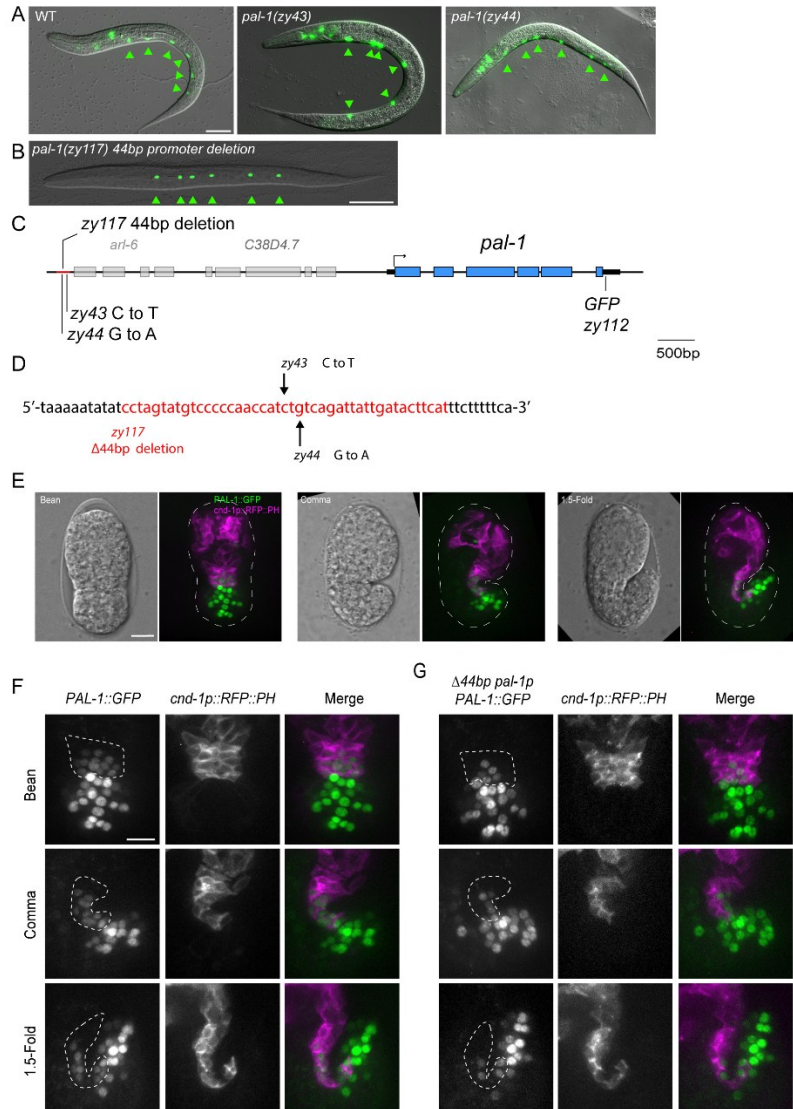 A
WT
pal-1(zy43)
pal-1(zy44)
B
pal-1(zy117) 44bp promoter deletion
C
zy117 44bp deletion
arl-6
C38D4.7
pal-1
zy43 C to T
zy44 G to A
GFP
zy112
500bp
D
zy43 C to T
5'-taaaaatatatcctagtatgtcccccaaccatctgtcagattattgatacttcatttctttttca-3'
zy117
Δ44bp deletion
zy44 G to A
E
Bean
PAL-1::GFP
cnd-1p::RFP::PH
Comma
1.5-Fold
F
PAL-1::GFP
cnd-1p::RFP::PH
Merge
G
Δ44bp pal-1p
PAL-1::GFP
cnd-1p::RFP::PH
Merge
Bean
Comma
1.5-Fold